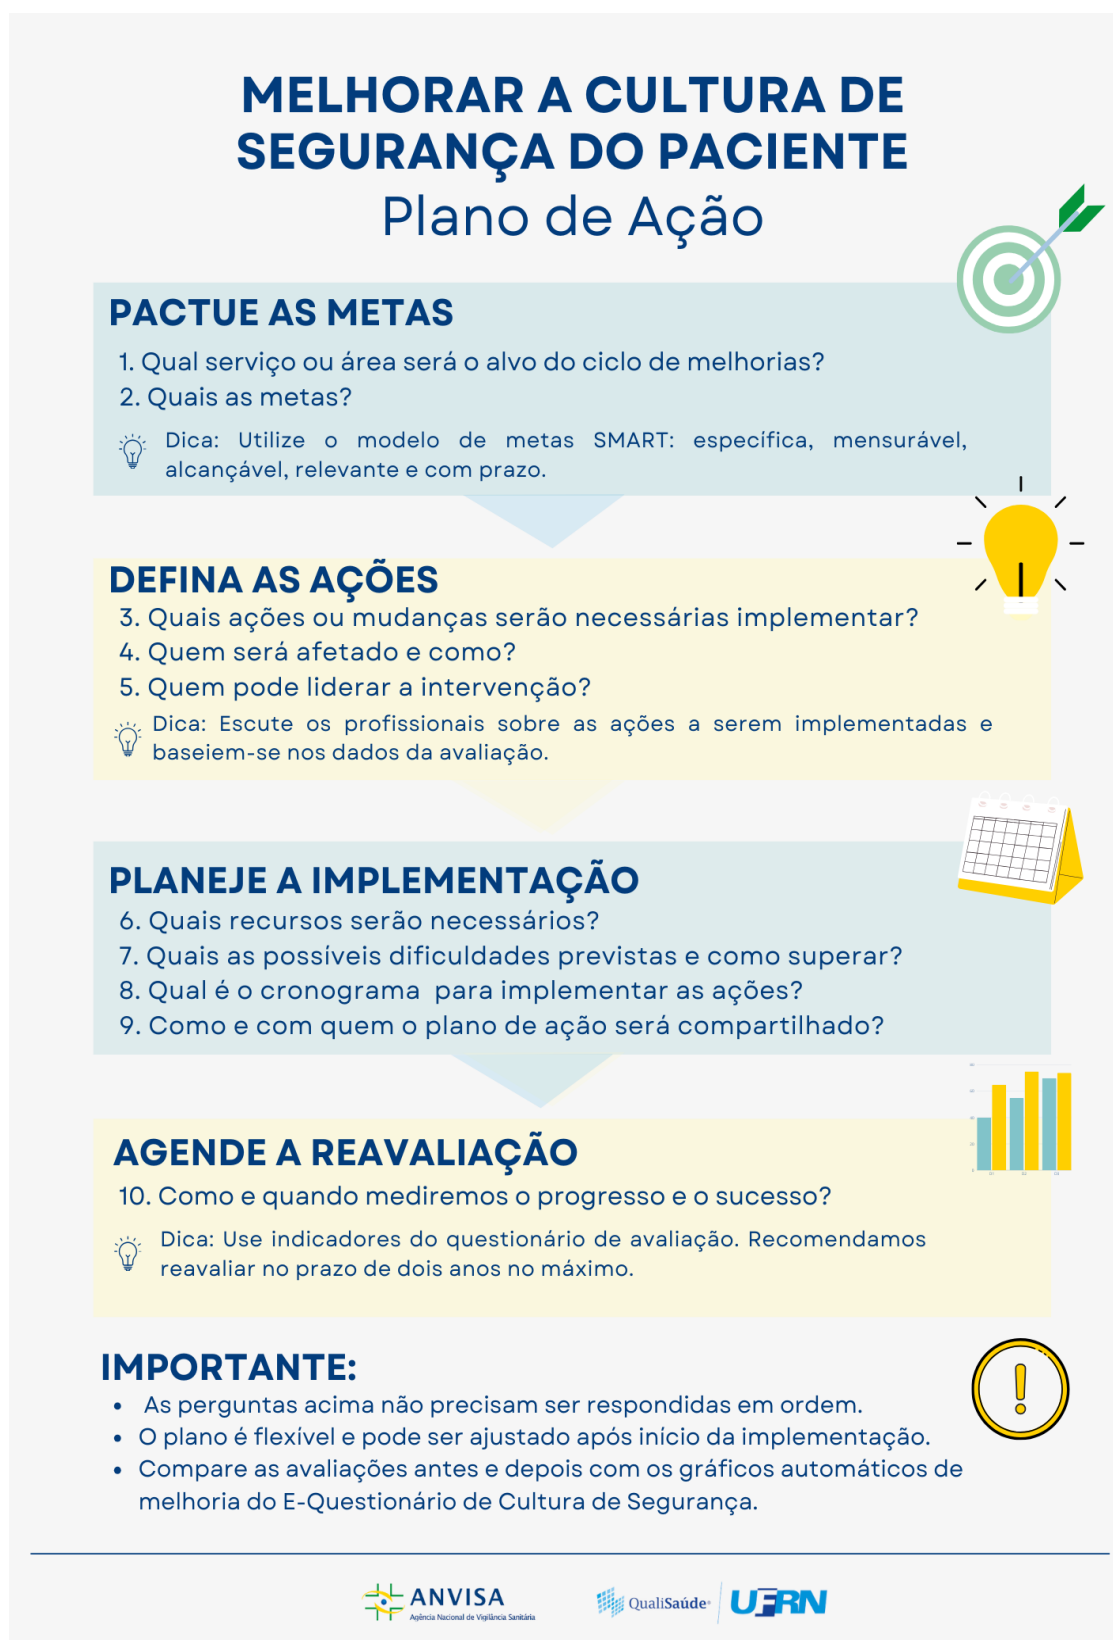 MELHORAR A CULTURA DE
SEGURANÇA DO PACIENTE
Plano de Ação
PACTUE AS METAS
1. Qual serviço ou área será o alvo do ciclo de melhorias?
2. Quais as metas?
Dica: Utilize o modelo de metas SMART: específica, mensurável,
alcançável, relevante e com prazo.
DEFINA AS AÇÕES
3. Quais ações ou mudanças serão necessárias implementar?
4. Quem será afetado e como?
5. Quem pode liderar a intervenção?
Dica: Escute os profissionais sobre as ações a serem implementadas e
baseiem-se nos dados da avaliação.
PLANEJE A IMPLEMENTAÇÃO
6. Quais recursos serão necessários?
7. Quais as possíveis dificuldades previstas e como superar?
8. Qual é o cronograma para implementar as ações?
9. Como e com quem o plano de ação será compartilhado?
AGENDE A REAVALIAÇÃO
10. Como e quando mediremos o progresso e o sucesso?
Dica: Use indicadores do questionário de avaliação. Recomendamos
reavaliar no prazo de dois anos no máximo.
IMPORTANTE:
• As perguntas acima não precisam ser respondidas em ordem.
• O plano é flexível e pode ser ajustado após início da implementação.
• Compare as avaliações antes e depois com os gráficos automáticos de
melhoria do E-Questionário de Cultura de Segurança.
ANVISA
Agência Nacional de Vigilância Sanitária
QualiSaúde
UFRN